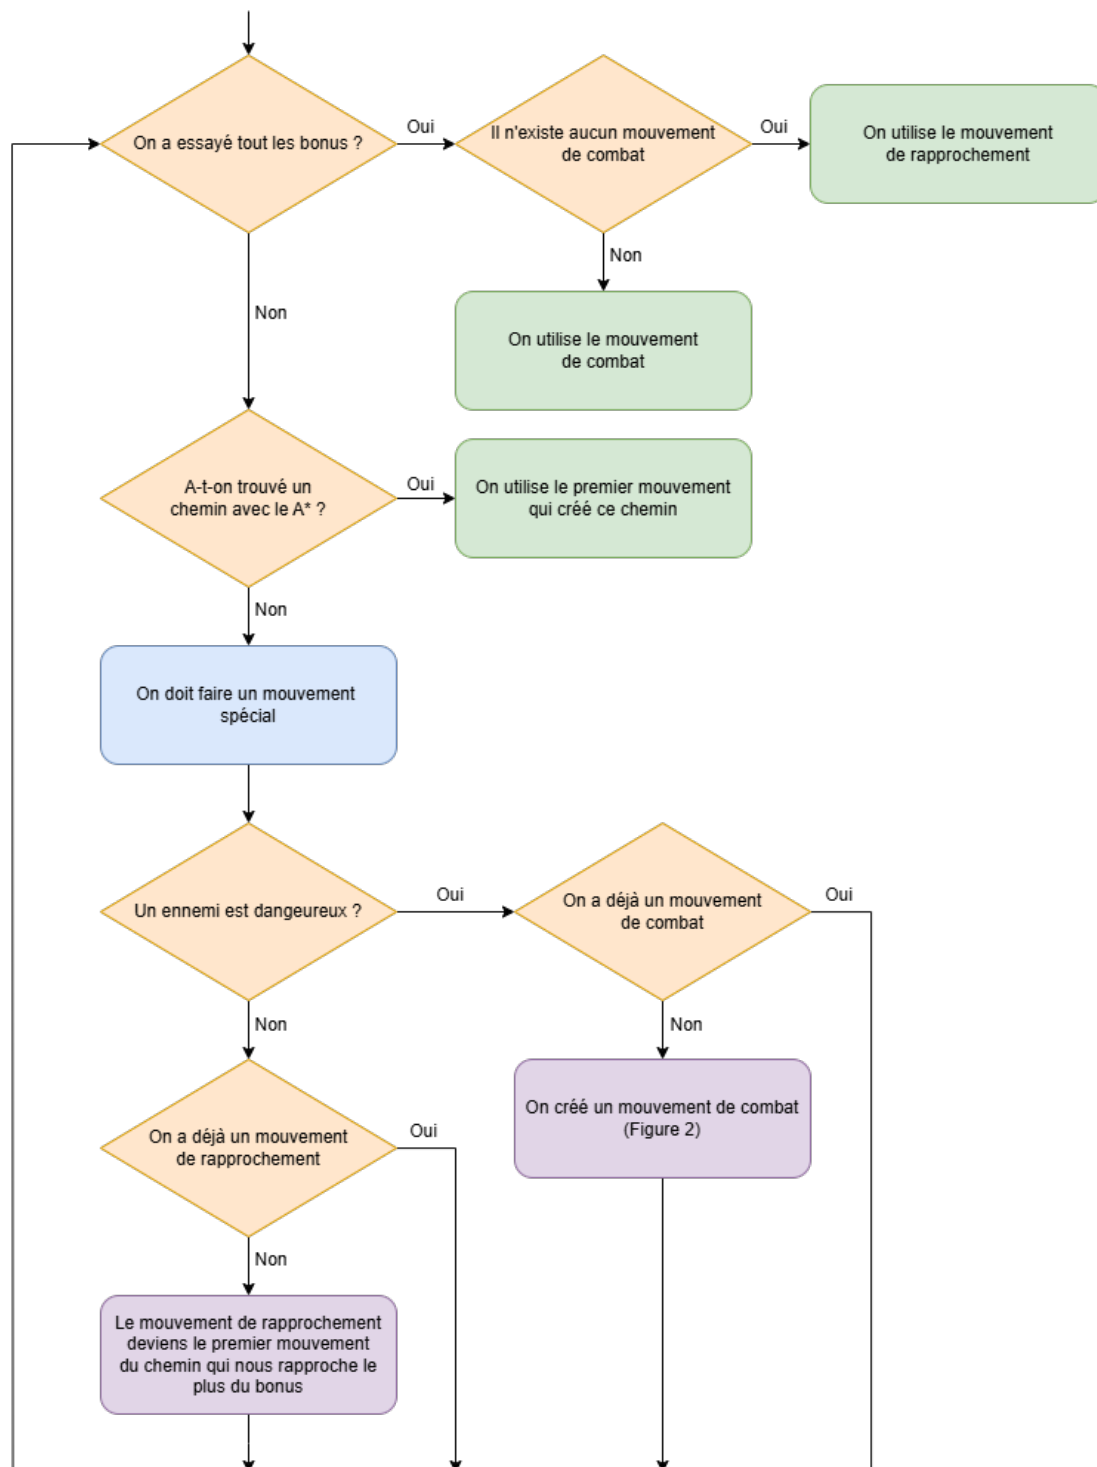 On a essayé tout les bonus ?
Oui
Il n'existe aucun mouvement
de combat
Oui
On utilise le mouvement
de rapprochement
Non
On utilise le mouvement
de combat
Non
A-t-on trouvé un
chemin avec le A* ?
Oui
On utilise le premier mouvement
qui créé ce chemin
Non
On doit faire un mouvement
spécial
Un ennemi est dangeureux ?
Oui
On a déjà un mouvement
de combat
Oui
Non
Non
On créé un mouvement de combat
(Figure 2)
On a déjà un mouvement
de rapprochement
Oui
Non
Le mouvement de rapprochement
deviens le premier mouvement
du chemin qui nous rapproche le
plus du bonus